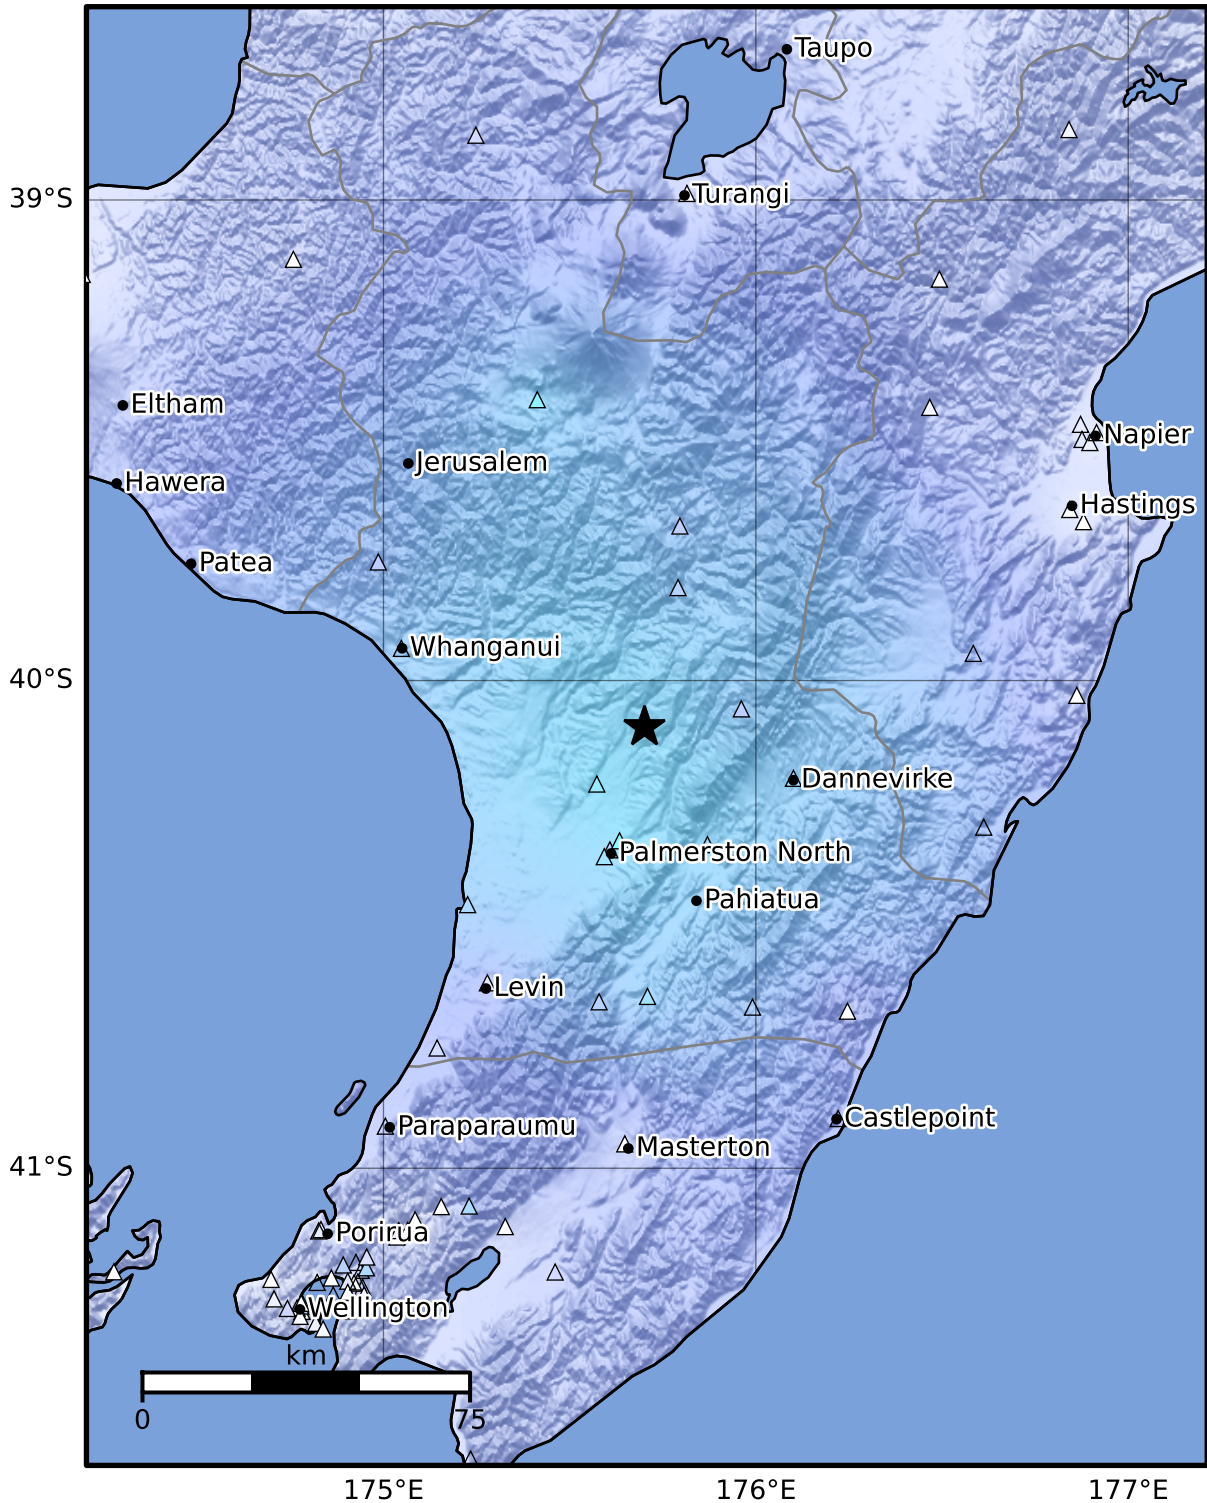 Taupo
39°S
Turangi
Eltham
Napier
Jerusalem
Hawera
Hastings
Patea
Whanganui
40°S
Dannevirke
Palmerston North
Pahiatua
Levin
Castlepoint
Paraparaumu
Masterton
41°S
Porirua
Wellington
km
0
75
175°E
176°E
177°E